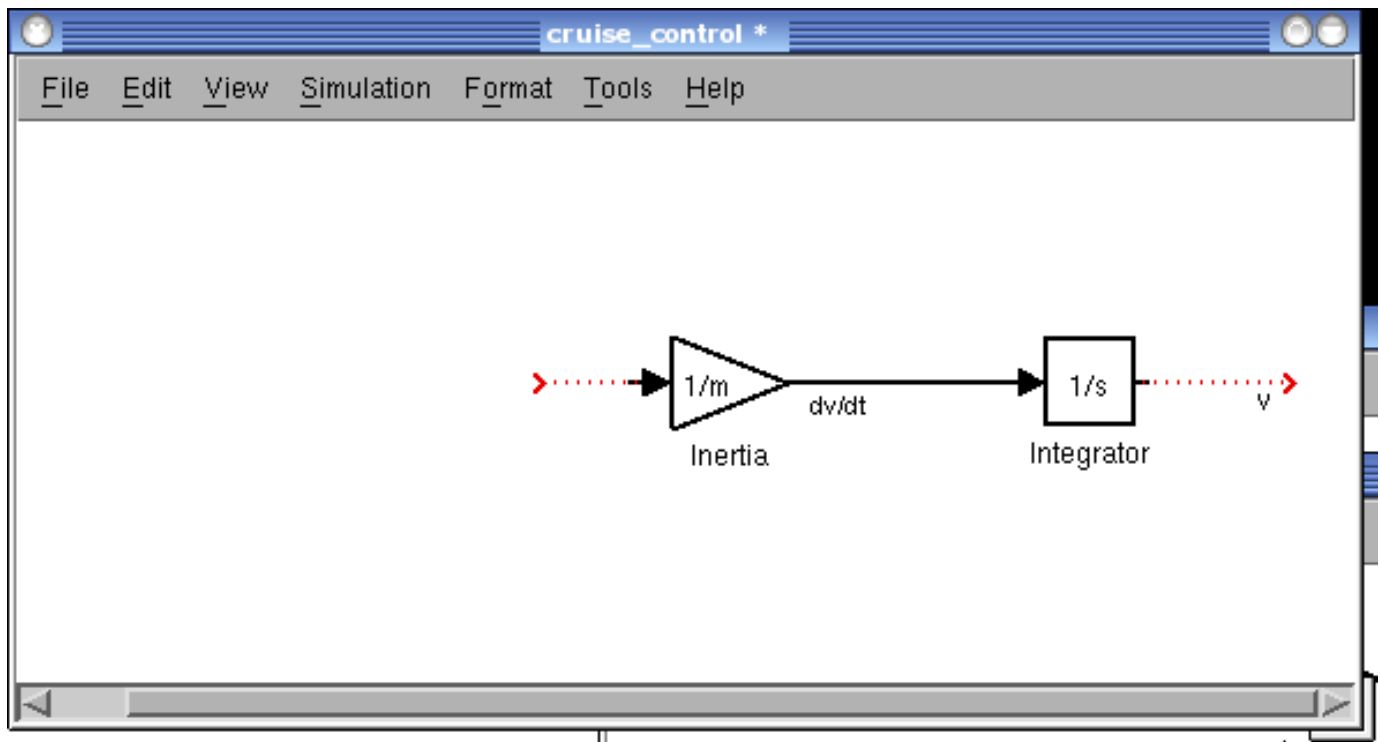 cruise_control *
File Edit View Simulation Format Tools Help
1/m
dv/dt
1/s
v
Inertia
Integrator